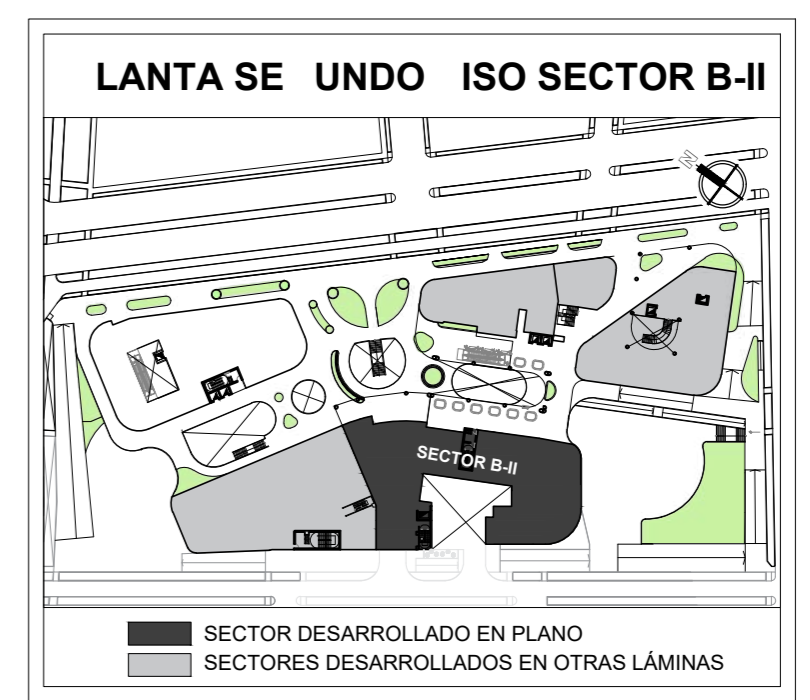 LANTA SE UNDO ISO SECTOR B-II
N
SECTOR B-II
SECTOR DESARROLLADO EN PLANO
SECTORES DESARROLLADOS EN OTRAS LÁMINAS